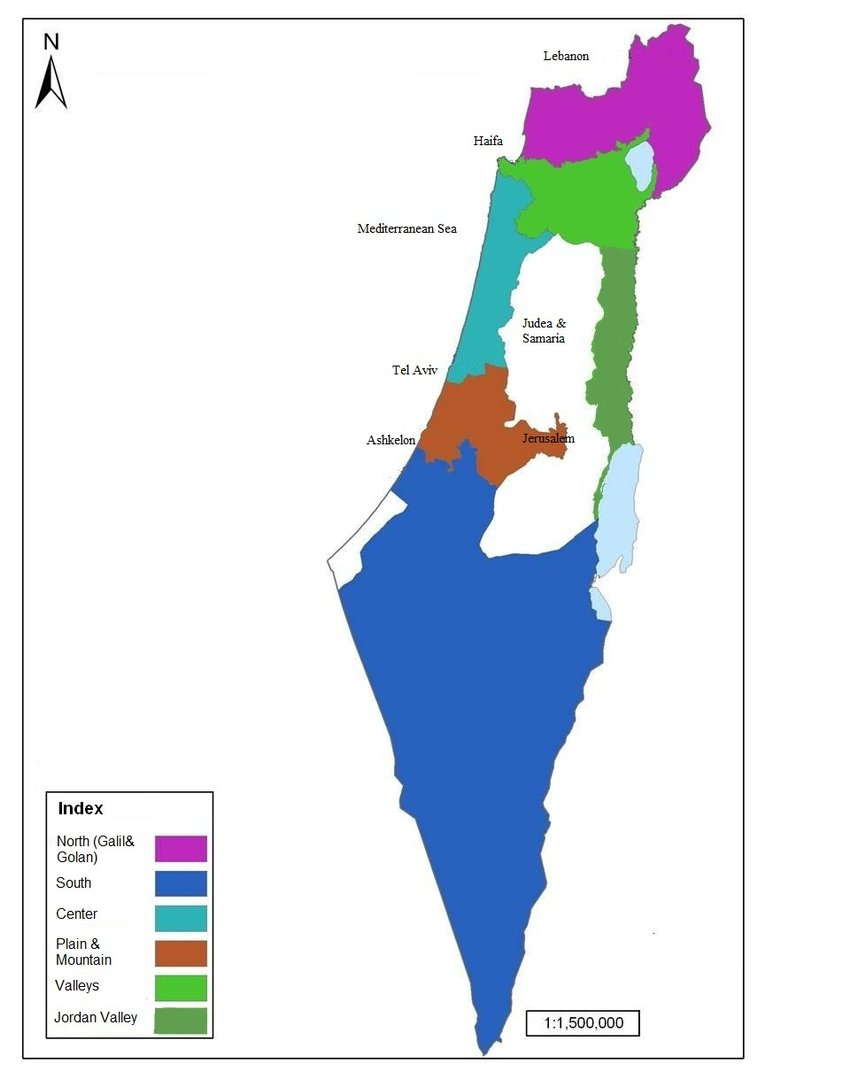 N
Lebanon
Haifa
Mediterranean Sea
Judea &
Samaria
Tel Aviv
Ashkelon
Jerusalem
Index
North (Galil&
Golan)
South
Center
Plain &
Mountain
Valleys
Jordan Valley
1:1,500,000